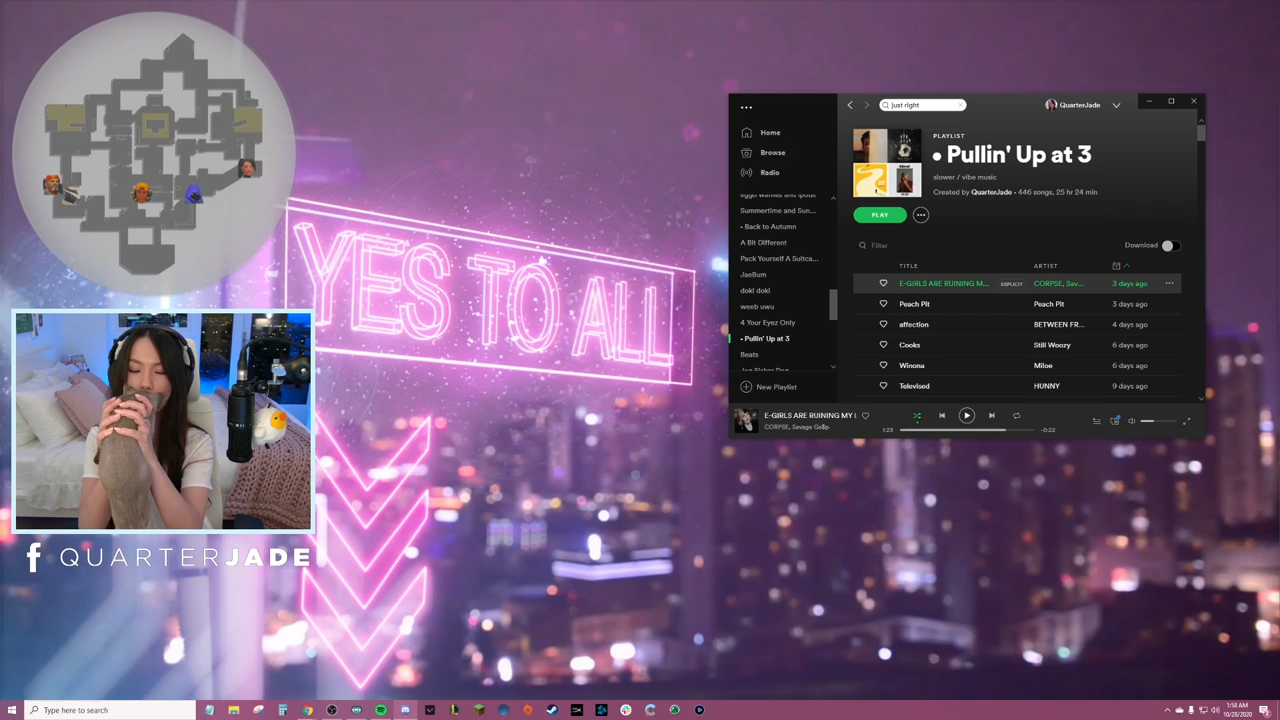 YES TO ALL
f QUARTERJADE
just right
QuarterJade
Home
Browse
Radio
Summertime and Sun...
• Back to Autumn
A Bit Different
Pack Yourself A Suitca...
JaeBum
doki doki
weeb uwu
4 Your Eyez Only
• Pullin' Up at 3
Beats
New Playlist
PLAYLIST
• Pullin' Up at 3
slower / vibe music
Created by QuarterJade • 446 songs, 25 hr 24 min
PLAY
Filter
Download
TITLE ARTIST
E-GIRLS ARE RUINING M... EXPLICIT CORPSE, Sav... 3 days ago
Peach Pit Peach Pit 3 days ago
affection BETWEEN FR... 4 days ago
Cooks Still Woozy 6 days ago
Winona Miloe 6 days ago
Televised HUNNY 9 days ago
E-GIRLS ARE RUINING MY L
CORPSE, Savage Ga$p
1:23 -0:22
Type here to search
1:58 AM
10/28/2020